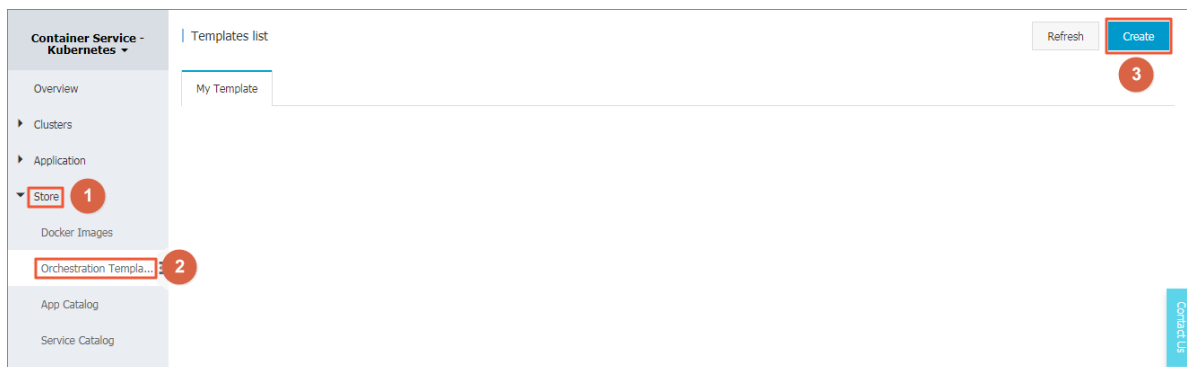 Container Service -
Kubernetes
Overview
Clusters
Application
Store
1
Docker Images
Orchestration Templa...
2
App Catalog
Service Catalog
Templates list
Refresh
Create
3
My Template
Contact Us